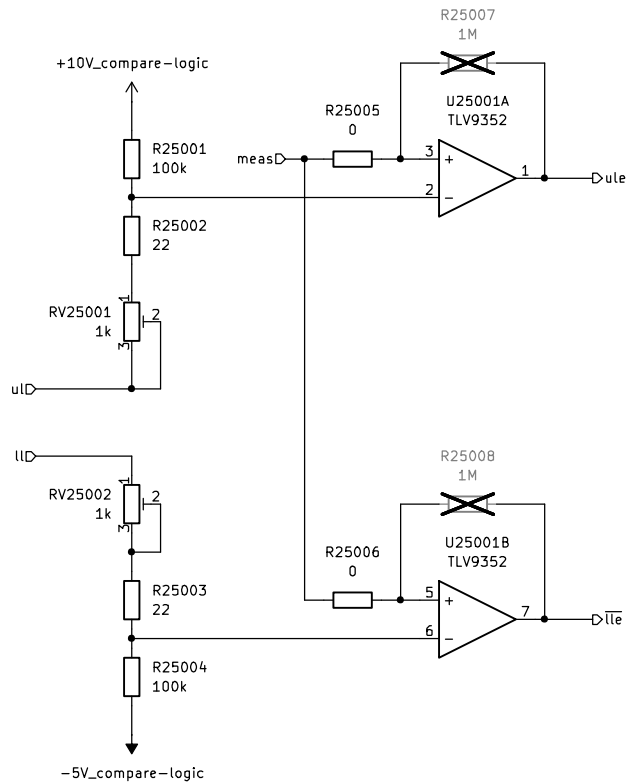 R25007
1M
+10V_compare-logic
U25001A
TLV9352
R25005
0
R25001
100k
meas
3
+
1
ule
2
-
R25002
22
1
RV25001
1k
2
3
ul
ll
R25008
1M
1
RV25002
1k
2
3
U25001B
TLV9352
R25006
0
R25003
22
5
+
7
lle
6
-
R25004
100k
-5V_compare-logic